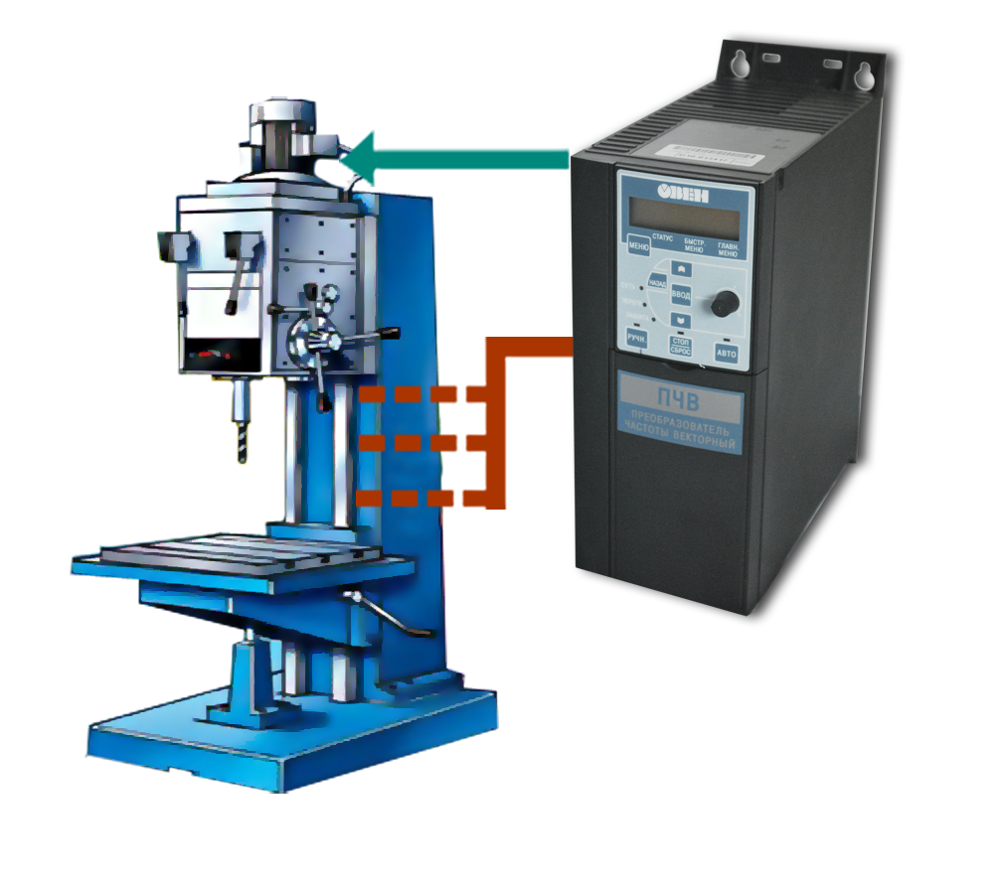 ОВЕН
СТАТУС
БЫСТР. МЕНЮ
ГЛАВН. МЕНЮ
МЕНЮ
НАЗАД
ВВОД
РУЧН.
СТОП
СБРОС
АВТО
ПЧВ
ПРЕОБРАЗОВАТЕЛЬ
ЧАСТОТЫ ВЕКТОРНЫЙ